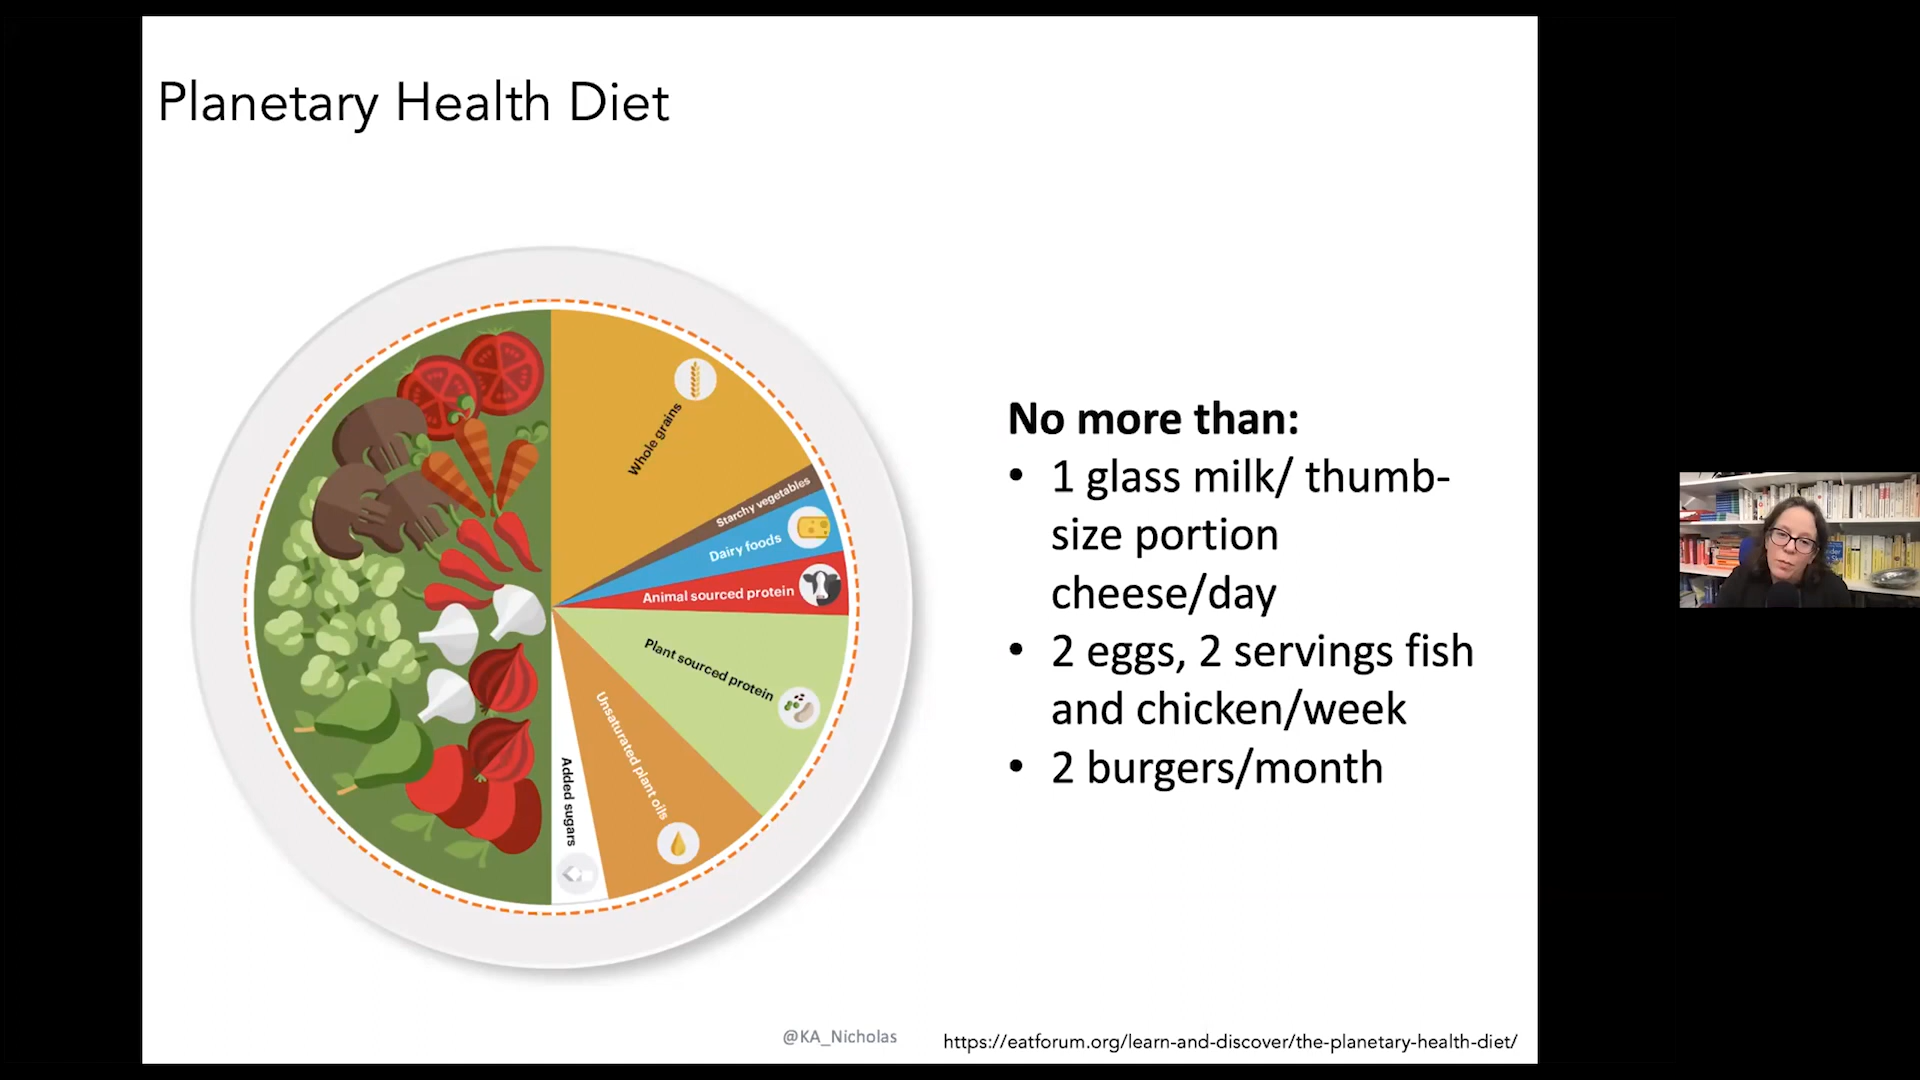 Planetary Health Diet
Whole grains
Starchy vegetables
Dairy foods
Animal sourced protein
Plant sourced protein
Unsaturated plant oils
Added sugars
No more than:
• 1 glass milk/ thumb-
size portion
cheese/day
• 2 eggs, 2 servings fish
and chicken/week
• 2 burgers/month
@KA_Nicholas
https://eatforum.org/learn-and-discover/the-planetary-health-diet/